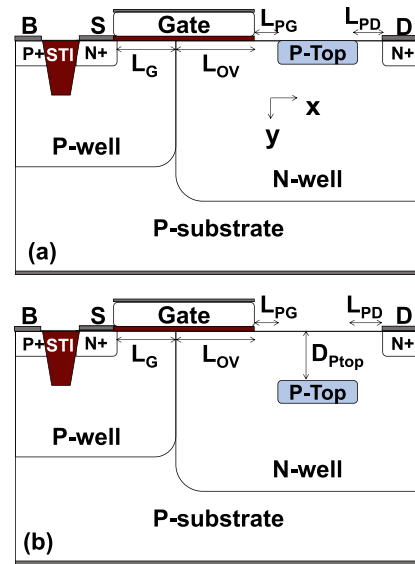 B S Gate L_PG L_PD D
P+ STI N+ P-Top N+
L_G L_OV
x
y
P-well
N-well
P-substrate
(a)
B S Gate L_PG L_PD D
P+ STI N+ D_Ptop N+
L_G L_OV
P-Top
P-well
N-well
P-substrate
(b)